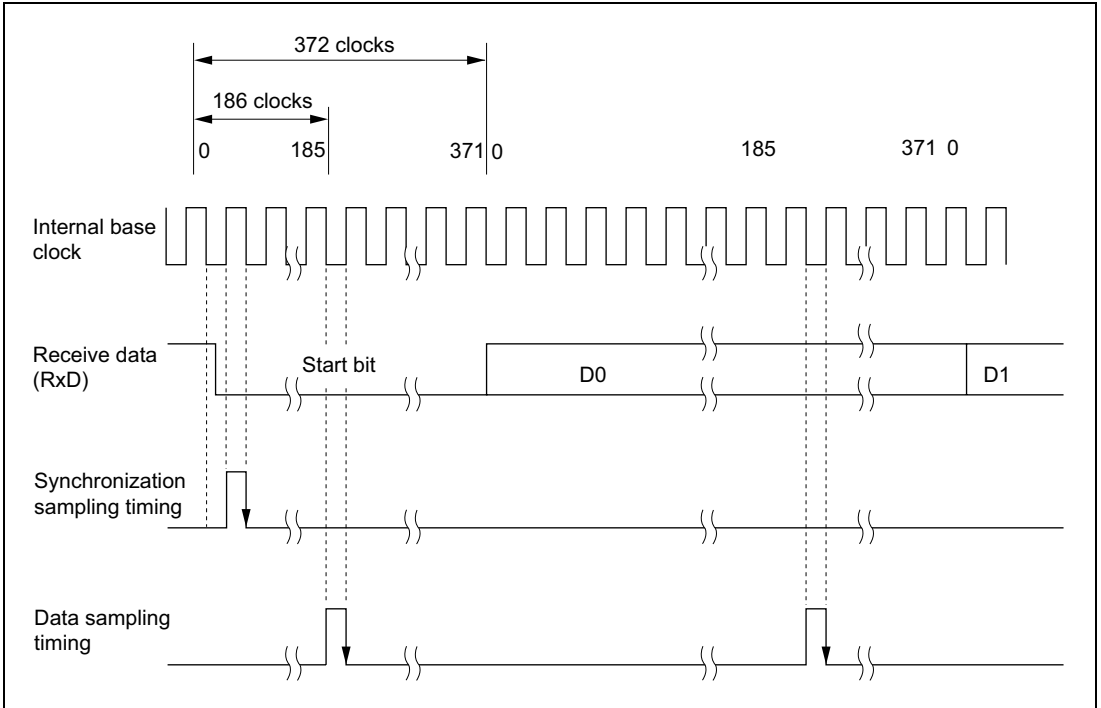 372 clocks
186 clocks
0 185 371 0 185 371 0
Internal base
clock
Receive data
(RxD)
Start bit
D0
D1
Synchronization
sampling timing
Data sampling
timing